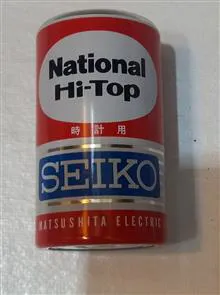 National
Hi-Top
時計用
SEIKO
MATSUSHITA ELECTRIC